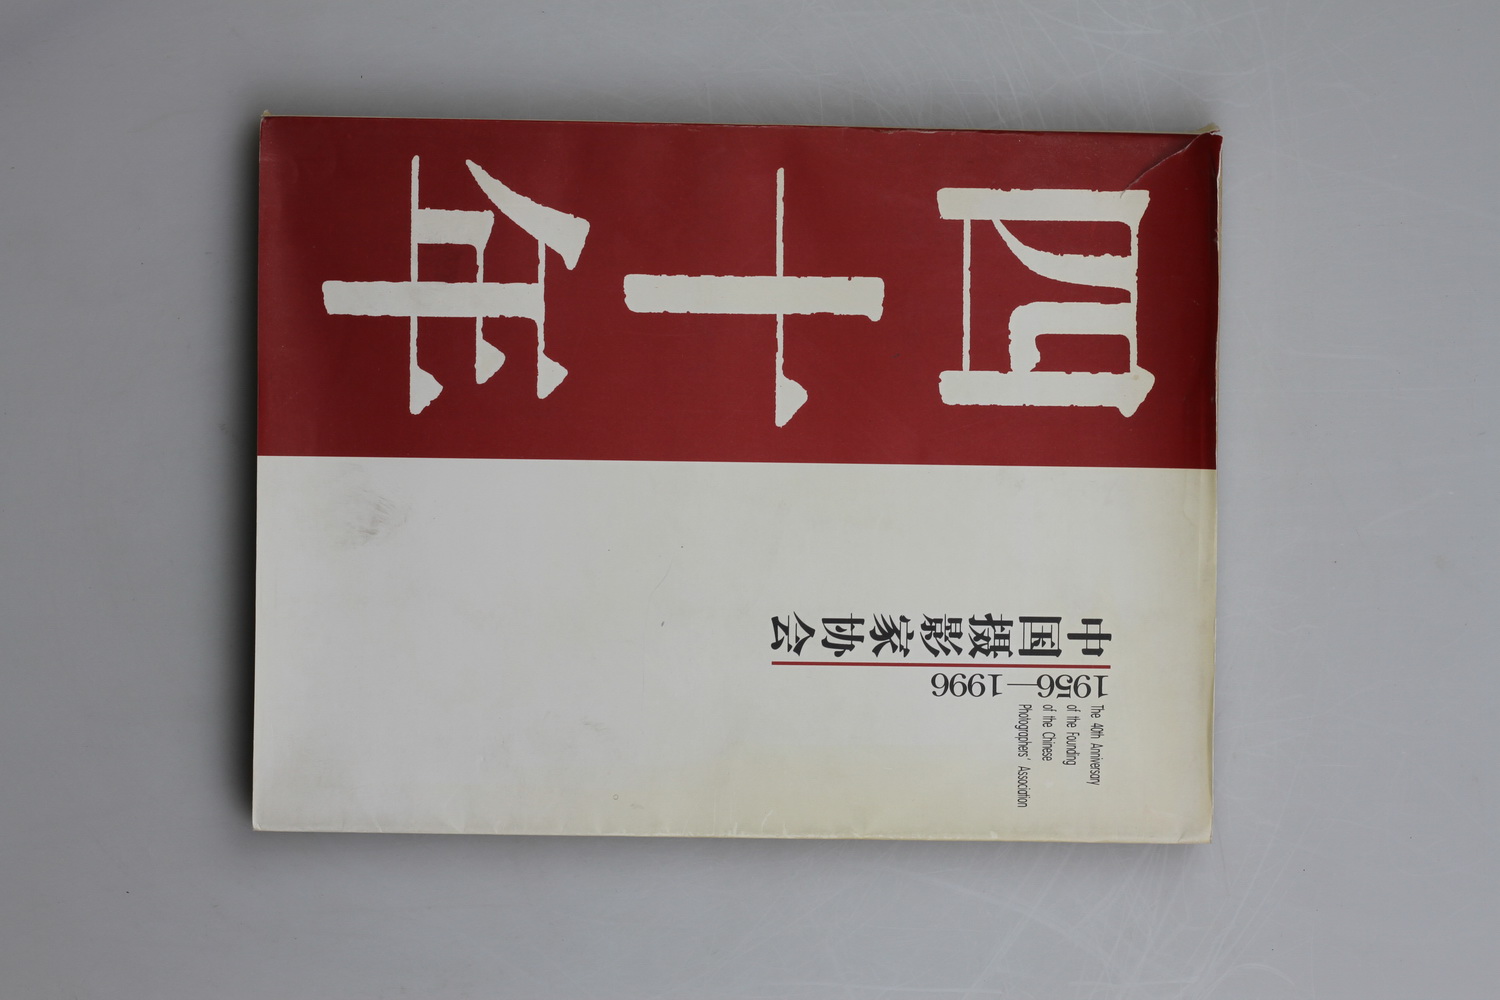 四十年
中国摄影家协会
1956—1996
The 40th Anniversary
of the Founding
of the Chinese
Photographers' Association